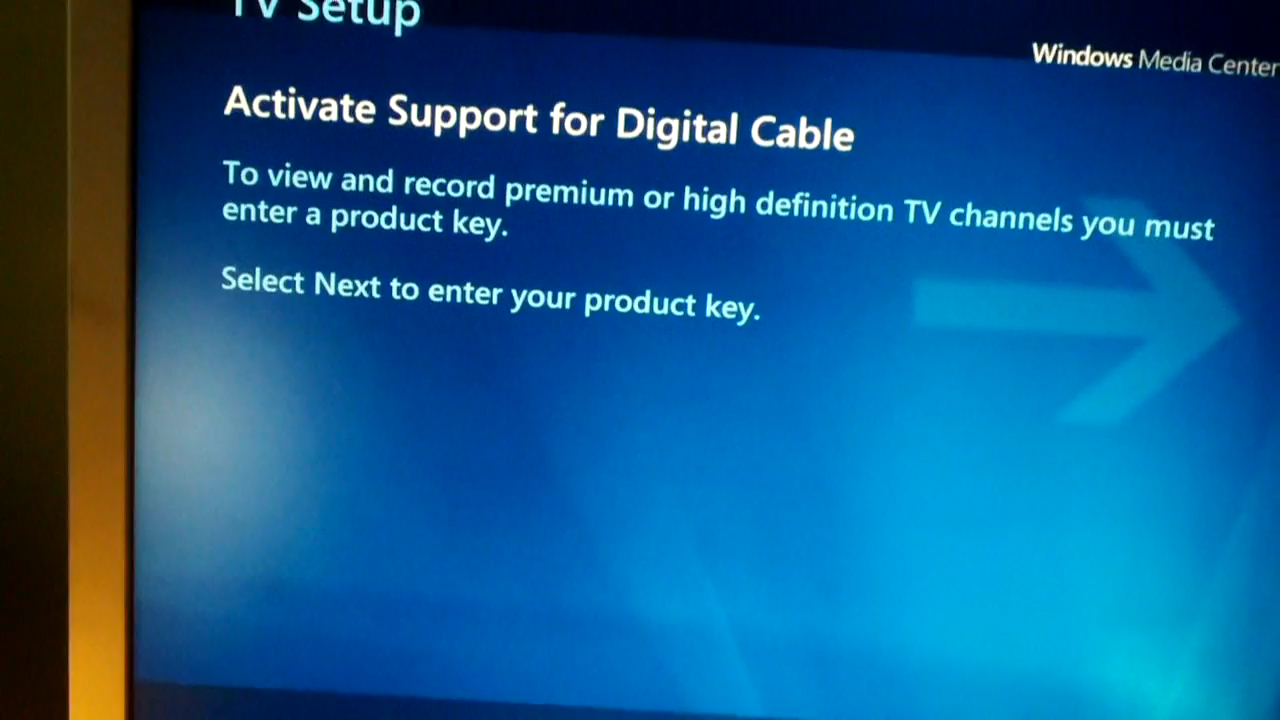 TV Setup
Windows Media Center
Activate Support for Digital Cable
To view and record premium or high definition TV channels you must
enter a product key.
Select Next to enter your product key.